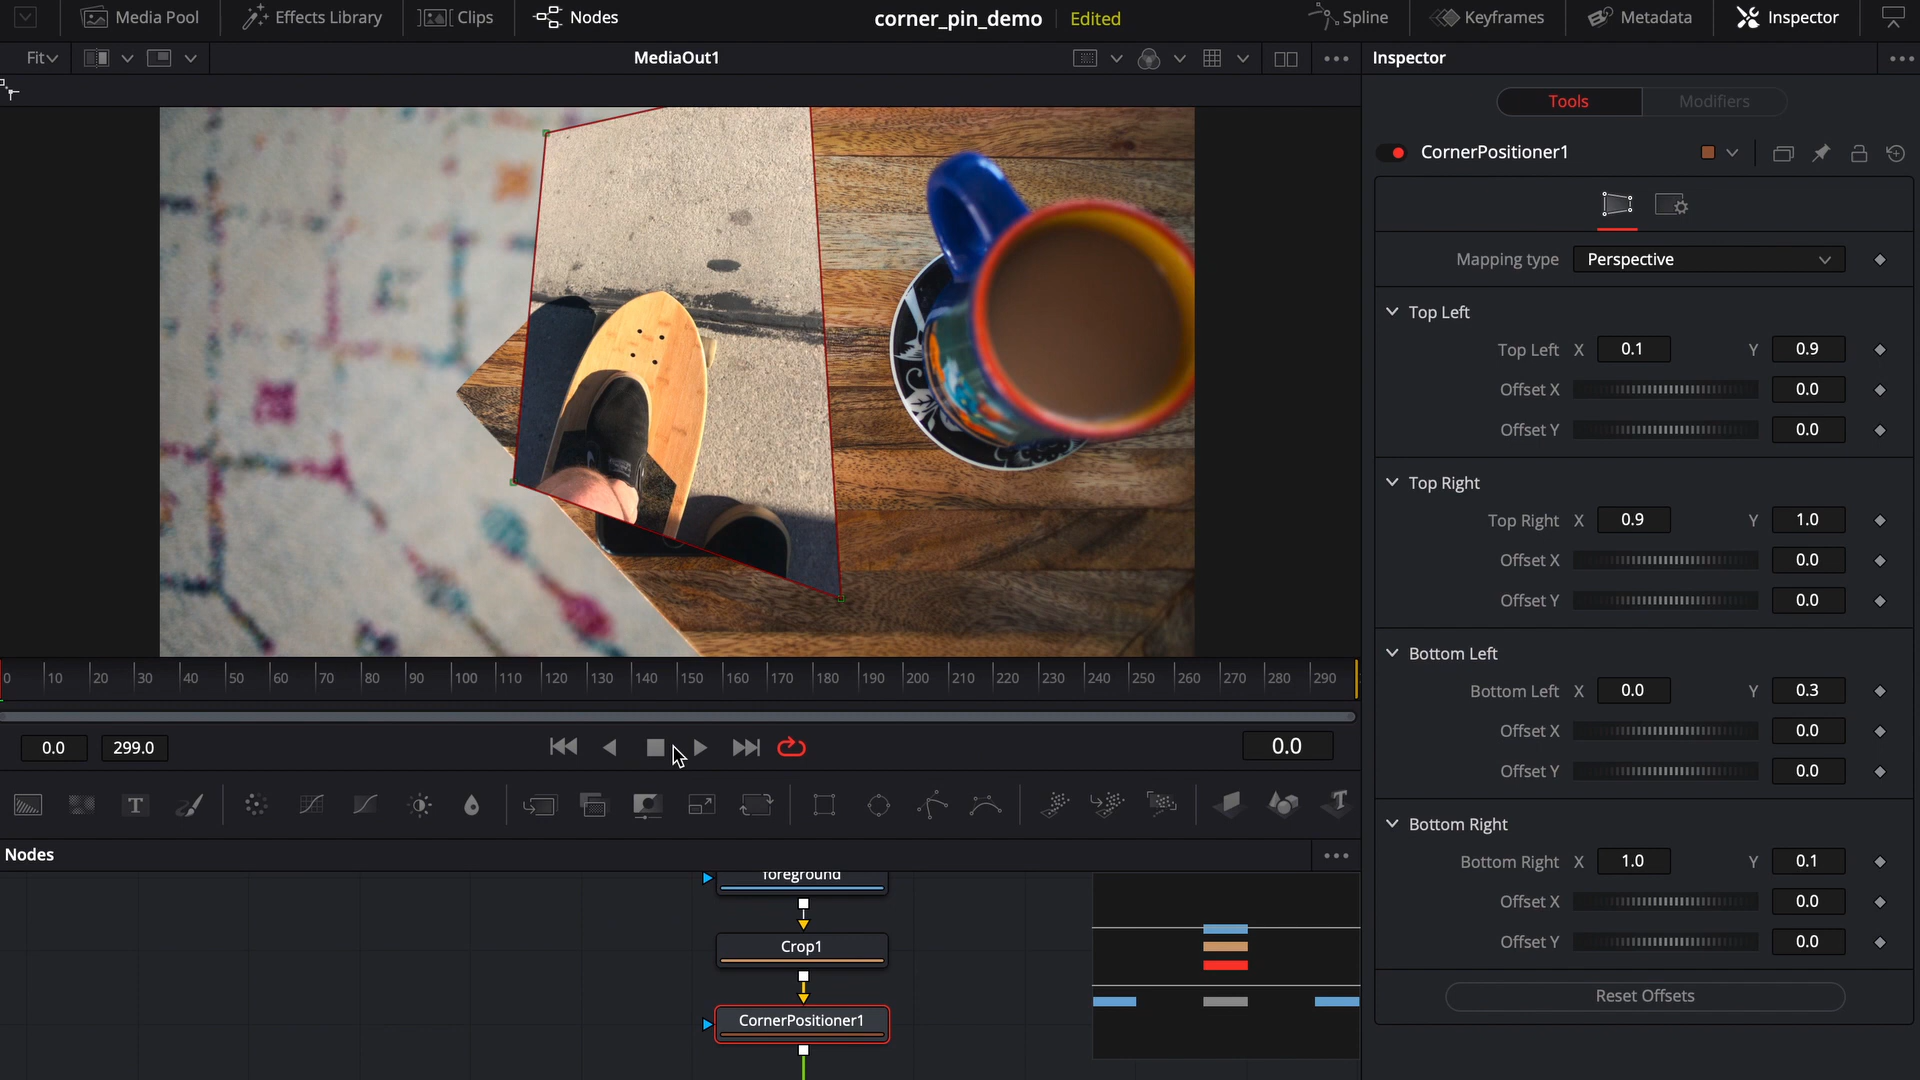 Media Pool Effects Library Clips Nodes corner_pin_demo Edited Spline Keyframes Metadata Inspector
Fit MediaOut1 Inspector
Tools Modifiers
CornerPositioner1
Mapping type Perspective
Top Left
Top Left X 0.1 Y 0.9
Offset X 0.0
Offset Y 0.0
Top Right
Top Right X 0.9 Y 1.0
Offset X 0.0
Offset Y 0.0
Bottom Left
Bottom Left X 0.0 Y 0.3
Offset X 0.0
Offset Y 0.0
Bottom Right
Bottom Right X 1.0 Y 0.1
Offset X 0.0
Offset Y 0.0
Reset Offsets
0 10 20 30 40 50 60 70 80 90 100 110 120 130 140 150 160 170 180 190 200 210 220 230 240 250 260 270 280 290
0.0 299.0 0.0
T T
Nodes
foreground
Crop1
CornerPositioner1